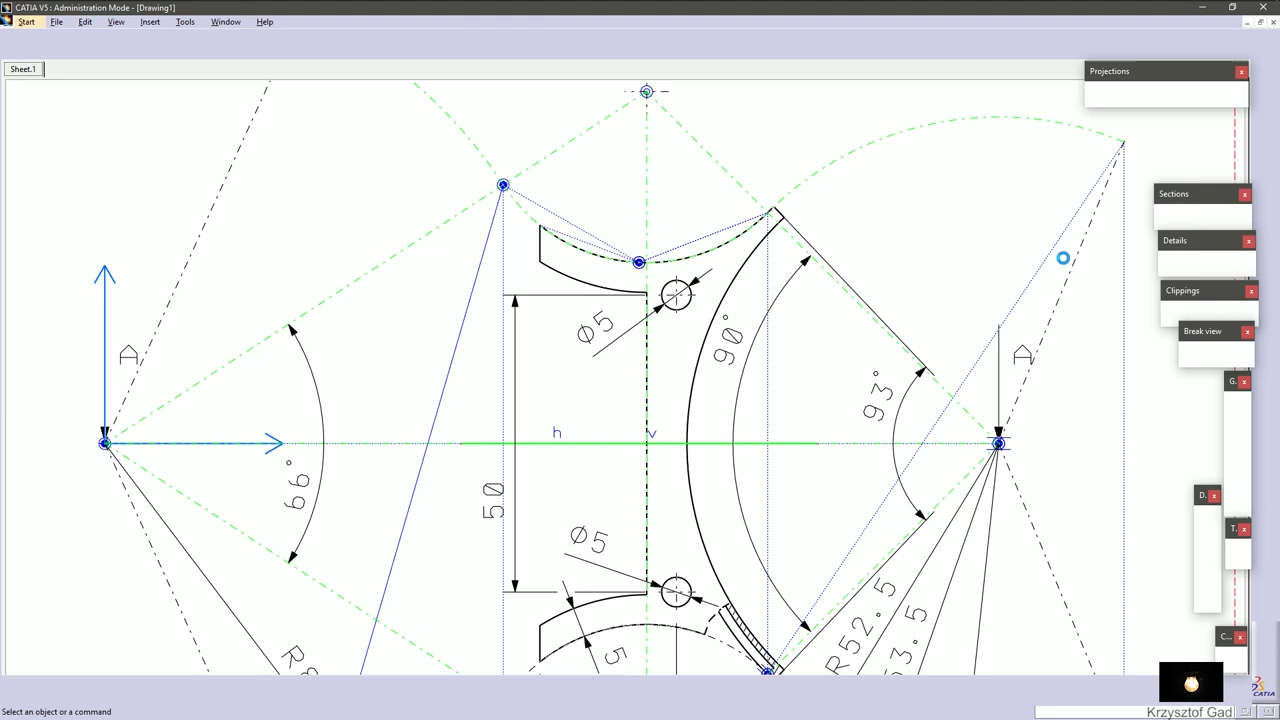 CATIA V5 : Administration Mode - [Drawing1]
Start File Edit View Insert Tools Window Help
Sheet.1
Projections
Sections
Details
Clippings
Break view
G.
D.
T.
C...
A
A
Ø5
90°
93°
h
v
66°
50
Ø5
R52.5
53.5
5
Select an object or a command
Krzysztof Gad
CATIA